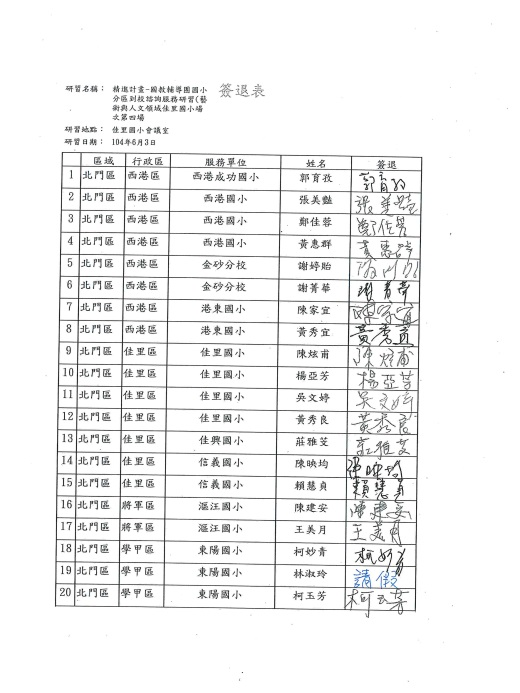 簽退表
研習名稱： 精進計畫-國教輔導團國小
分區到校諮詢服務研習(藝
術與人文領域佳里國小場
次第四場
研習地點： 佳里國小會議室
研習日期： 104年6月3日
區域 行政區 服務單位 姓名 簽退
1 北門區 西港區 西港成功國小 郭育孜 郭育孜
2 北門區 西港區 西港國小 張美豔 張美豔
3 北門區 西港區 西港國小 鄭佳蓉 鄭佳蓉
4 北門區 西港區 西港國小 黃惠群 黃惠群
5 北門區 西港區 金砂分校 謝婷胎
6 北門區 西港區 金砂分校 謝菁華
7 北門區 西港區 港東國小 陳家宜 陳家宜
8 北門區 西港區 港東國小 黃秀宜 黃秀宜
9 北門區 佳里區 佳里國小 陳炫甫 陳炫甫
10 北門區 佳里區 佳里國小 楊亞芳 楊亞芳
11 北門區 佳里區 佳里國小 吳文婷 吳文婷
12 北門區 佳里區 佳里國小 黃秀良 黃秀良
13 北門區 佳里區 佳興國小 莊雅芠 莊雅芠
14 北門區 佳里區 信義國小 陳映均 陳映均
15 北門區 佳里區 信義國小 賴慧貞 賴慧貞
16 北門區 將軍區 漚汪國小 陳建安 陳建安
17 北門區 將軍區 漚汪國小 王美月 王美月
18 北門區 學甲區 東陽國小 柯妙青 柯妙青
19 北門區 學甲區 東陽國小 林淑玲 請假
20 北門區 學甲區 東陽國小 柯玉芳 柯玉芳